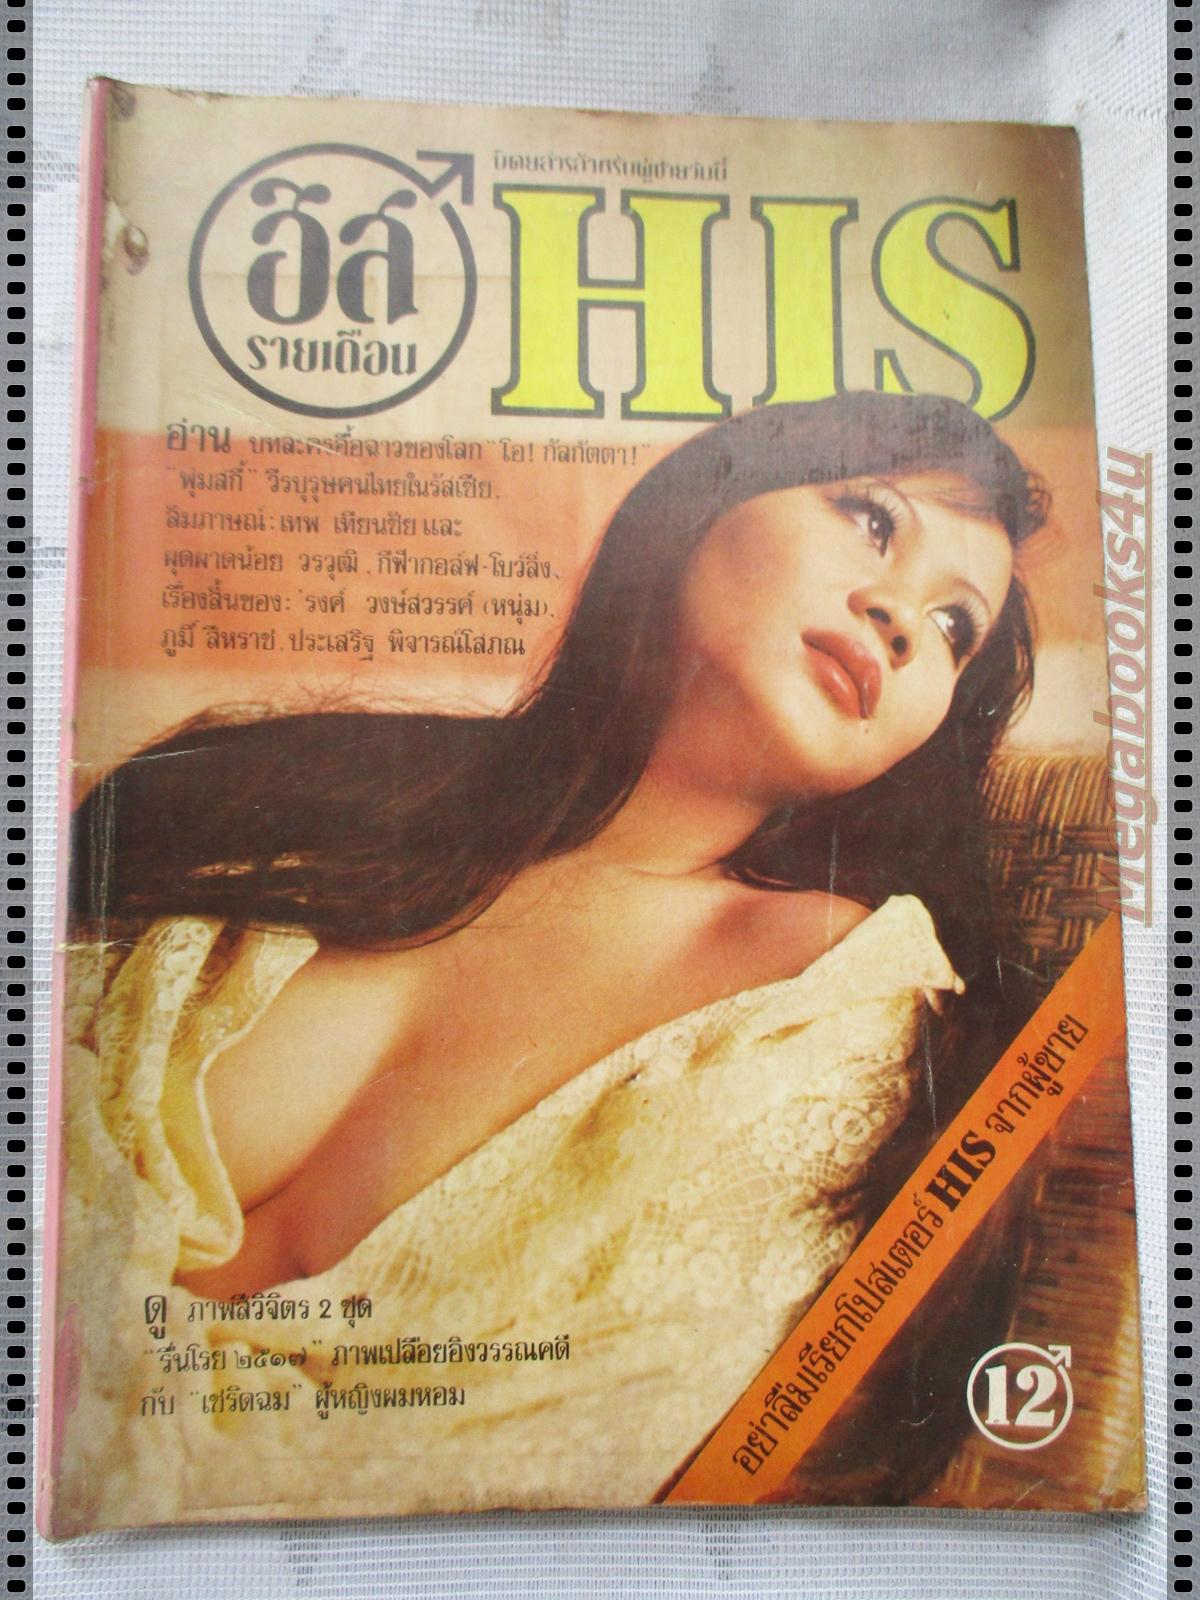 นิตยสารสำหรับผู้ชายวันนี้
ฮิส
รายเดือน
HIS
อ่าน บทละครอื้อฉาวของโลก "โอ! กัลกัตตา!"
"พุ่มสกี้" วีรบุรุษคนไทยในรัสเซีย,
สัมภาษณ์: เทพ เทียนชัย และ
ผุดผาดน้อย วรวุฒิ, กีฬากอล์ฟ-โบว์ลิ่ง,
เรื่องสั้นของ: 'รงค์ วงษ์สวรรค์ (หนุ่ม),
ภูมิ์ สีหราช, ประเสริฐ พิจารณ์โสภณ
ดู ภาพสีวิจิตร 2 ชุด
"รื่นโรย ๒๕๑๗" ภาพเปลือยอิงวรรณคดี
กับ "เชริดฉม" ผู้หญิงผมหอม
อย่าลืมเรียกโปสเตอร์ HIS จากผู้ขาย
12
Megabooks4u